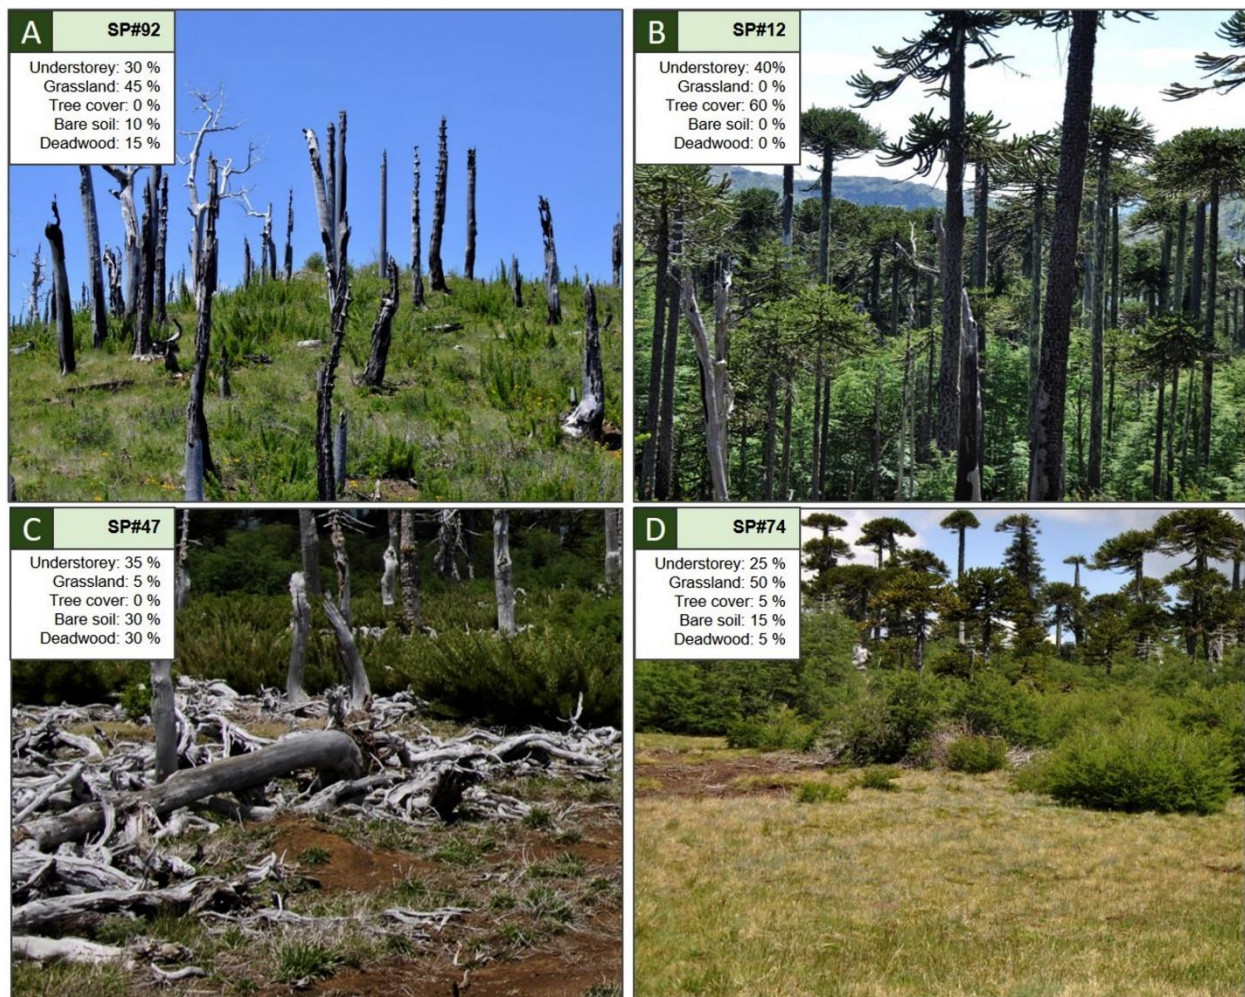 A SP#92
Understorey: 30 %
Grassland: 45 %
Tree cover: 0 %
Bare soil: 10 %
Deadwood: 15 %
B SP#12
Understorey: 40%
Grassland: 0 %
Tree cover: 60 %
Bare soil: 0 %
Deadwood: 0 %
C SP#47
Understorey: 35 %
Grassland: 5 %
Tree cover: 0 %
Bare soil: 30 %
Deadwood: 30 %
D SP#74
Understorey: 25 %
Grassland: 50 %
Tree cover: 5 %
Bare soil: 15 %
Deadwood: 5 %